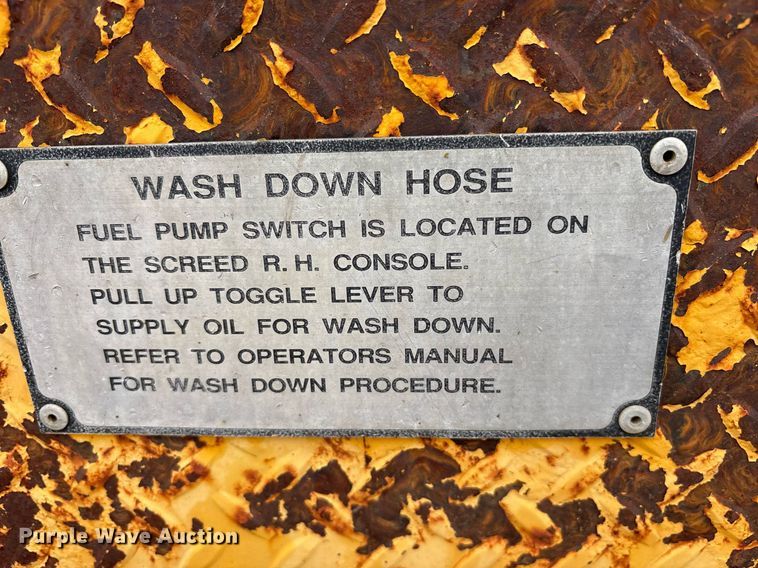 WASH DOWN HOSE
FUEL PUMP SWITCH IS LOCATED ON
THE SCREED R.H. CONSOLE.
PULL UP TOGGLE LEVER TO
SUPPLY OIL FOR WASH DOWN.
REFER TO OPERATORS MANUAL
FOR WASH DOWN PROCEDURE.
Purple Wave Auction